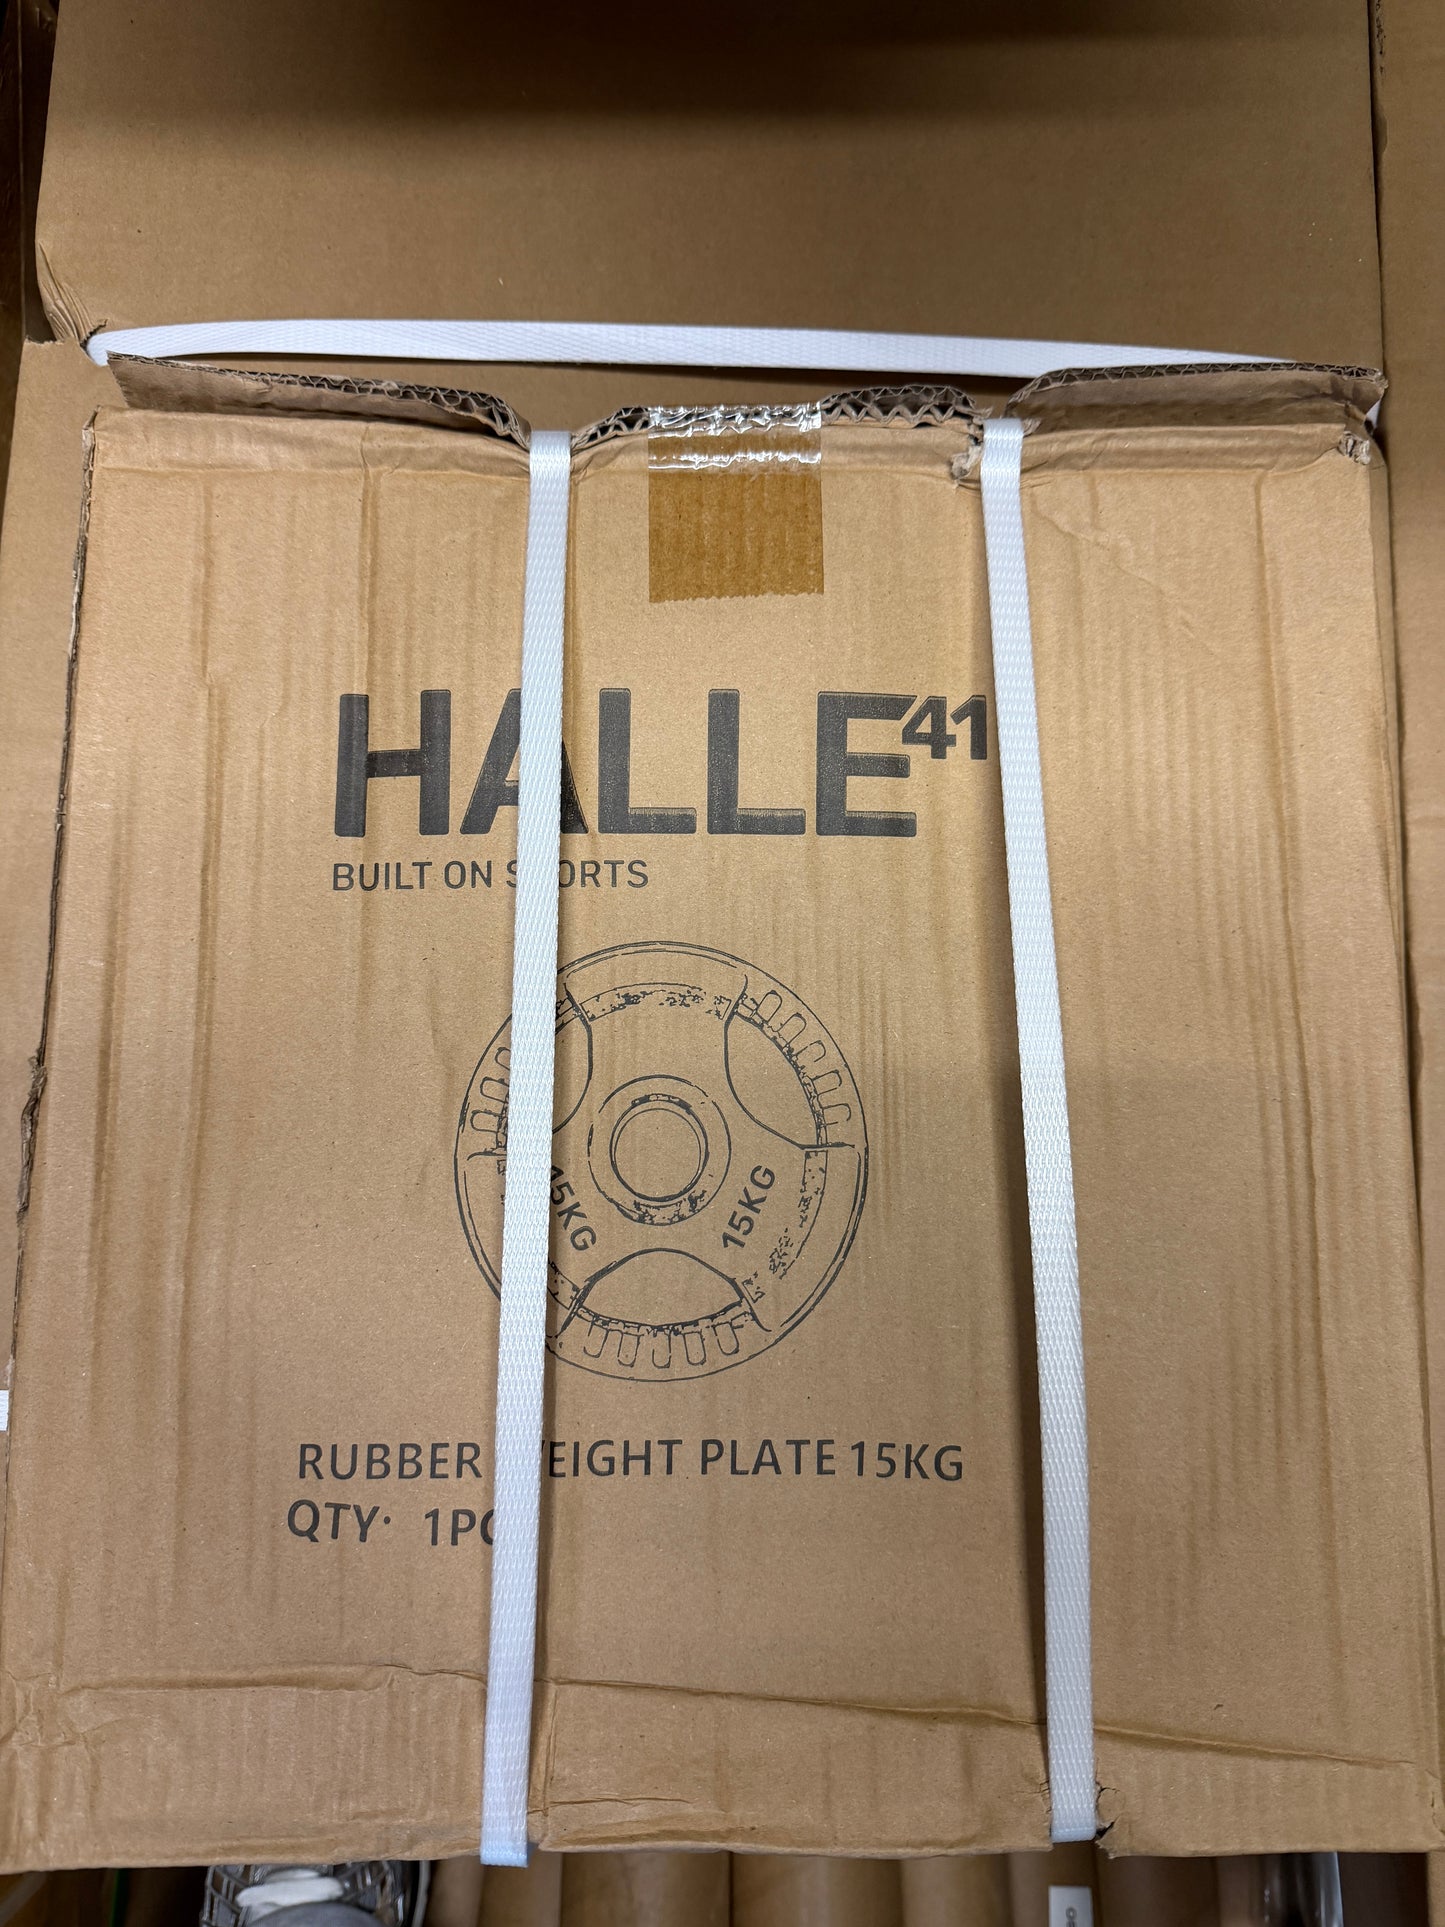 HALLE41
BUILT ON SPORTS
15KG 15KG
RUBBER WEIGHT PLATE 15KG
QTY: 1PC